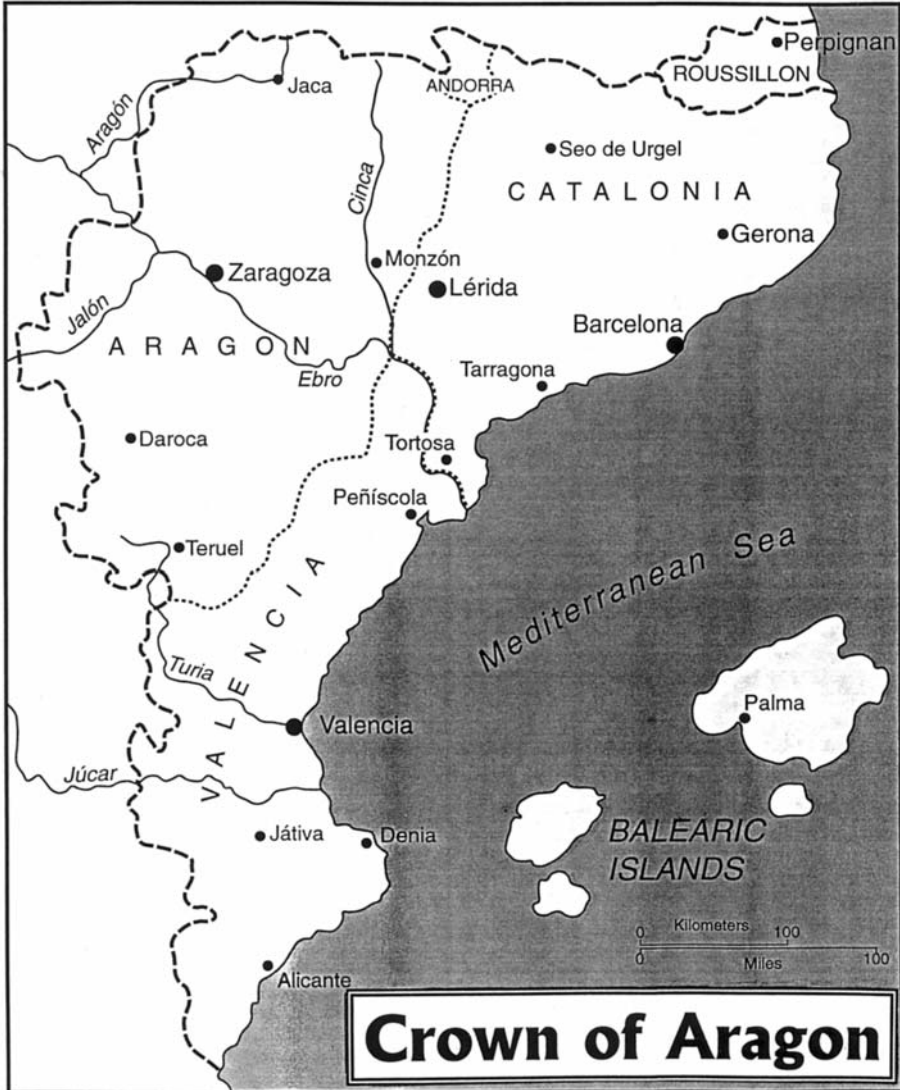 Perpignan
ROUSSILLON
ANDORRA
Jaca
Aragón
Seo de Urgel
Cinca
CATALONIA
Gerona
Monzón
Zaragoza
Lérida
Jalón
Barcelona
ARAGON
Ebro
Tarragona
Daroca
Tortosa
Peñíscola
Teruel
Mediterranean Sea
VALENCIA
Turia
Palma
Valencia
Júcar
Játiva
Denia
BALEARIC
ISLANDS
0 Kilometers 100
0 Miles 100
Alicante
Crown of Aragon